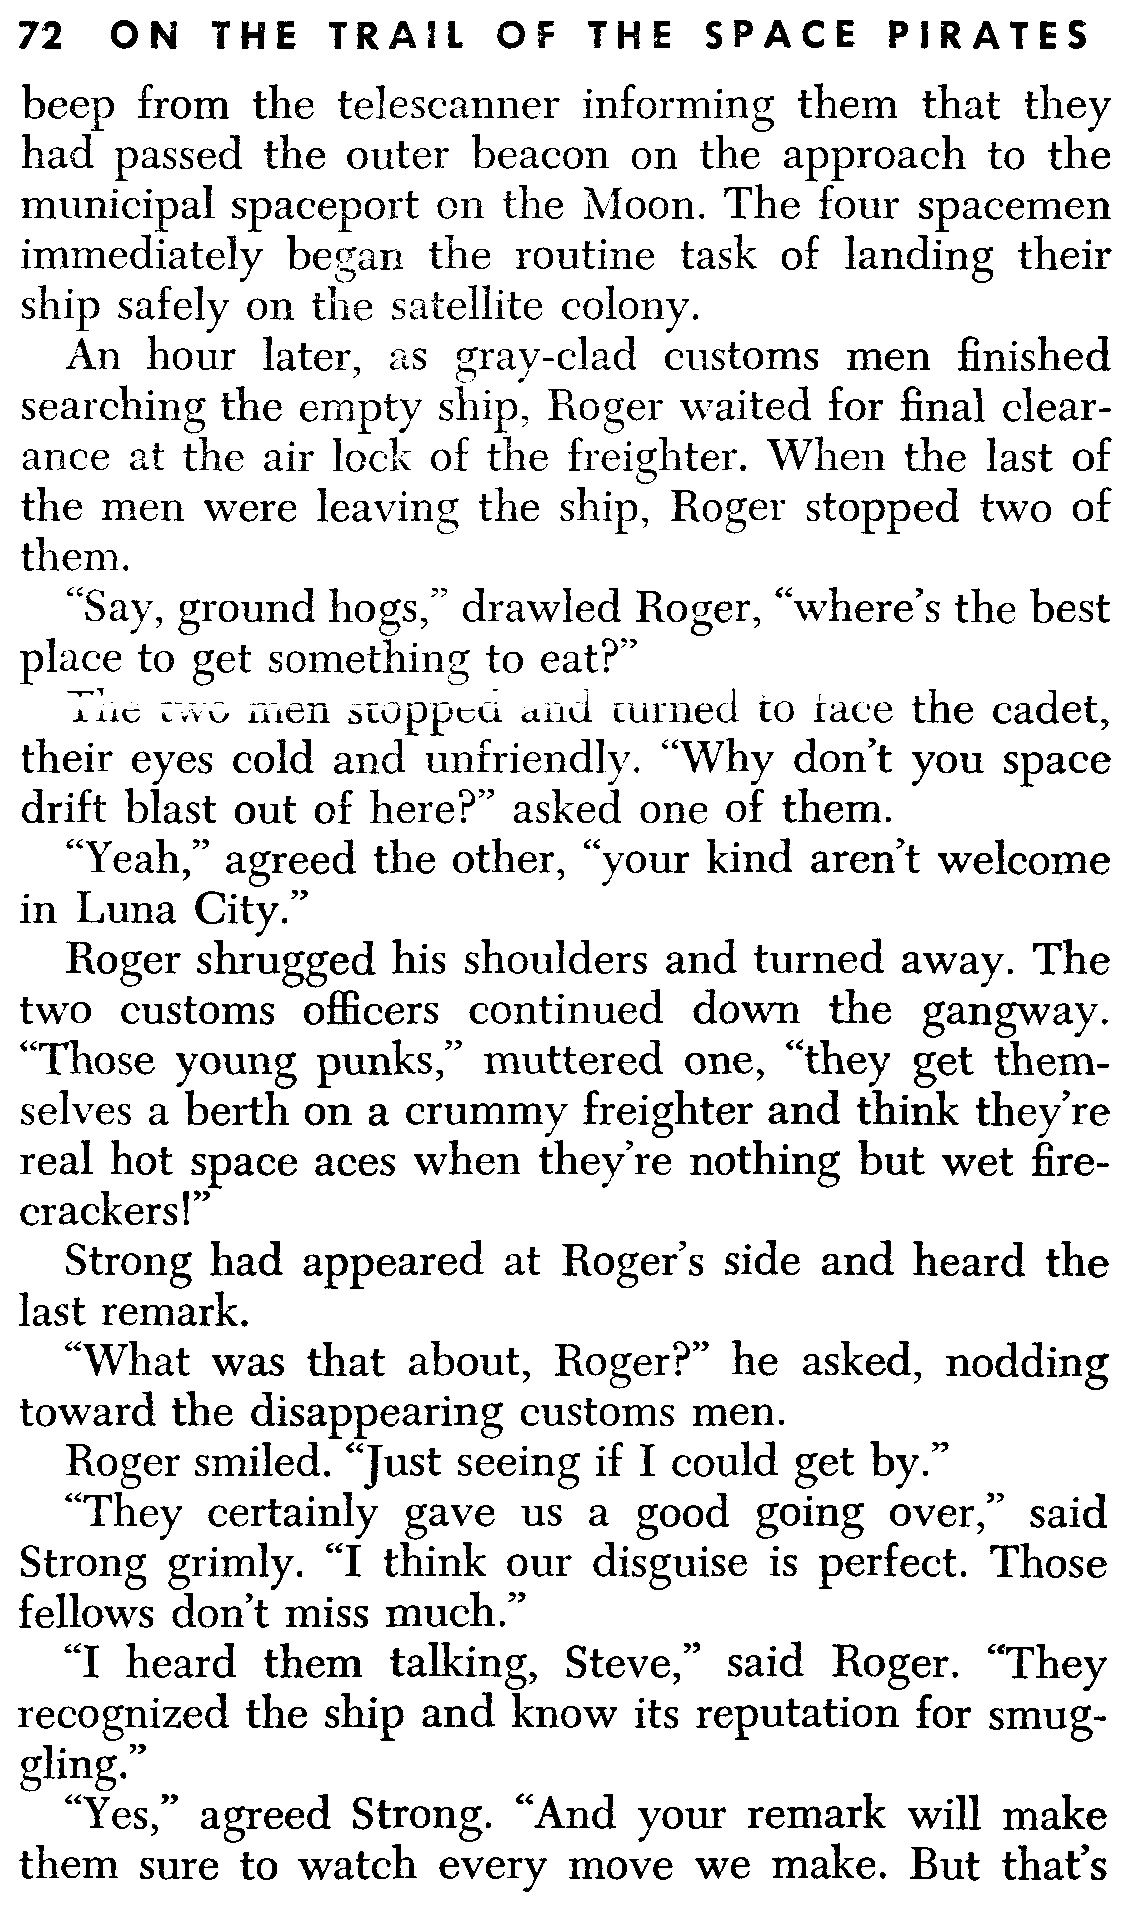 72 ON THE TRAIL OF THE SPACE PIRATES
beep from the telescanner informing them that they
had passed the outer beacon on the approach to the
municipal spaceport on the Moon. The four spacemen
immediately began the routine task of landing their
ship safely on the satellite colony.
An hour later, as gray-clad customs men finished
searching the empty ship, Roger waited for final clear-
ance at the air lock of the freighter. When the last of
the men were leaving the ship, Roger stopped two of
them.
“Say, ground hogs,” drawled Roger, “where’s the best
place to get something to eat?”
The two men stopped and turned to face the cadet,
their eyes cold and unfriendly. “Why don’t you space
drift blast out of here?” asked one of them.
“Yeah,” agreed the other, “your kind aren’t welcome
in Luna City.”
Roger shrugged his shoulders and turned away. The
two customs officers continued down the gangway.
“Those young punks,” muttered one, “they get them-
selves a berth on a crummy freighter and think they’re
real hot space aces when they’re nothing but wet fire-
crackers!”
Strong had appeared at Roger’s side and heard the
last remark.
“What was that about, Roger?” he asked, nodding
toward the disappearing customs men.
Roger smiled. “Just seeing if I could get by.”
“They certainly gave us a good going over,” said
Strong grimly. “I think our disguise is perfect. Those
fellows don’t miss much.”
“I heard them talking, Steve,” said Roger. “They
recognized the ship and know its reputation for smug-
gling.”
“Yes,” agreed Strong. “And your remark will make
them sure to watch every move we make. But that’s